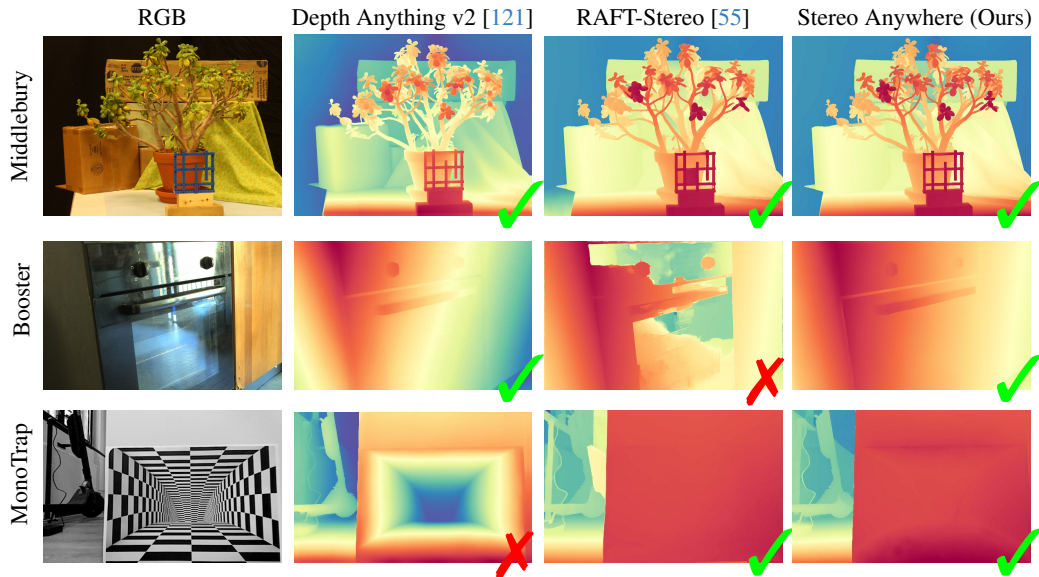 RGB
Depth Anything v2 [121]
RAFT-Stereo [55]
Stereo Anywhere (Ours)
Middlebury
Booster
MonoTrap